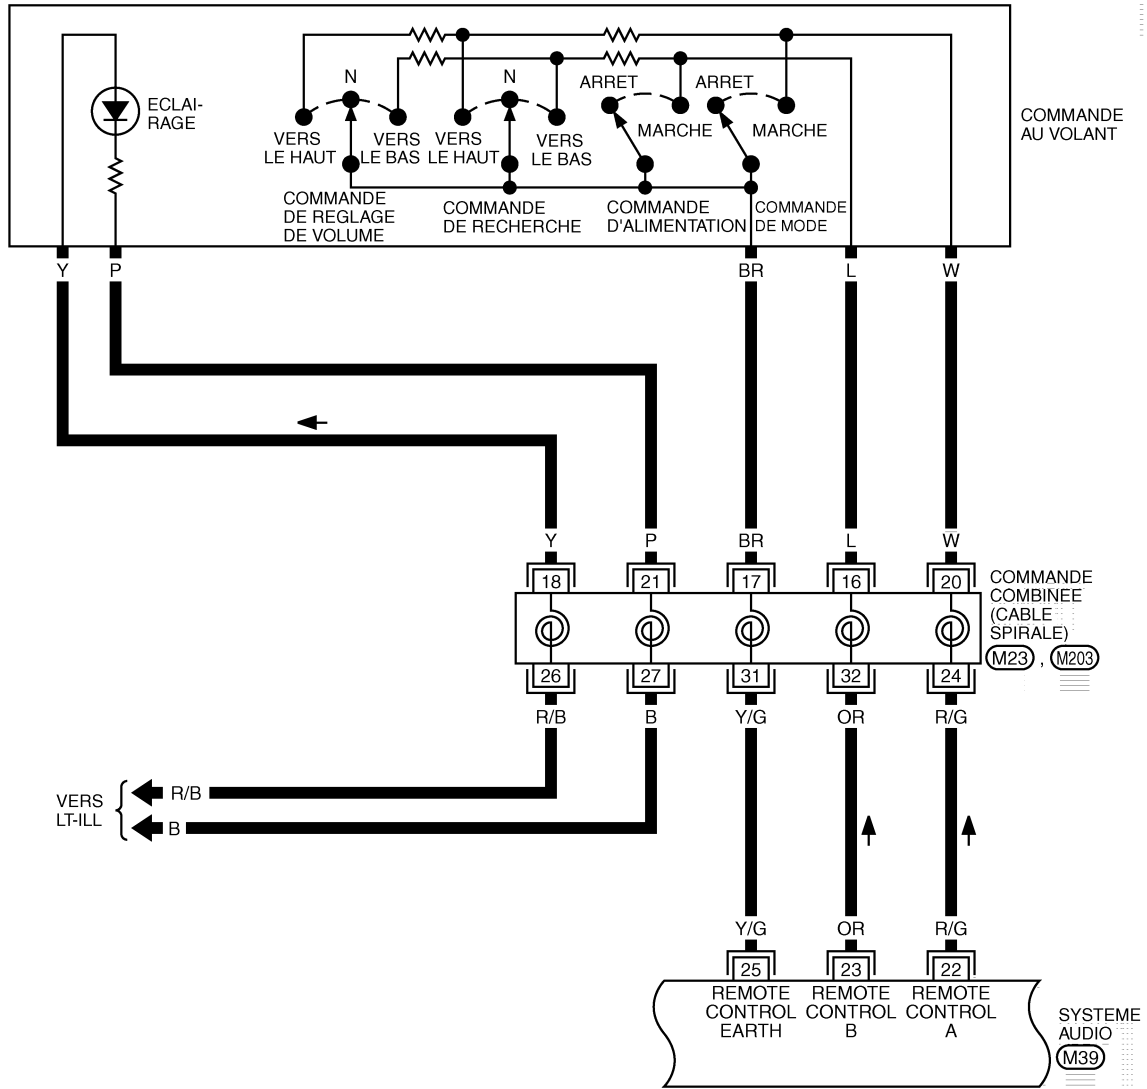 N
N
ARRET
ARRET
ECLAI-
RAGE
COMMANDE
AU VOLANT
VERS
LE HAUT
VERS
LE BAS
VERS
LE HAUT
VERS
LE BAS
MARCHE
MARCHE
COMMANDE
DE REGLAGE
DE VOLUME
COMMANDE
DE RECHERCHE
COMMANDE
D'ALIMENTATION
COMMANDE
DE MODE
Y P BR L W
Y P BR L W
18 21 17 16 20
COMMANDE
COMBINEE
(CABLE
SPIRALE)
M23 , M203
26 27 31 32 24
R/B B Y/G OR R/G
VERS
LT-ILL
R/B
B
Y/G OR R/G
25 23 22
REMOTE
CONTROL
EARTH
REMOTE
CONTROL
B
REMOTE
CONTROL
A
SYSTEME
AUDIO
M39